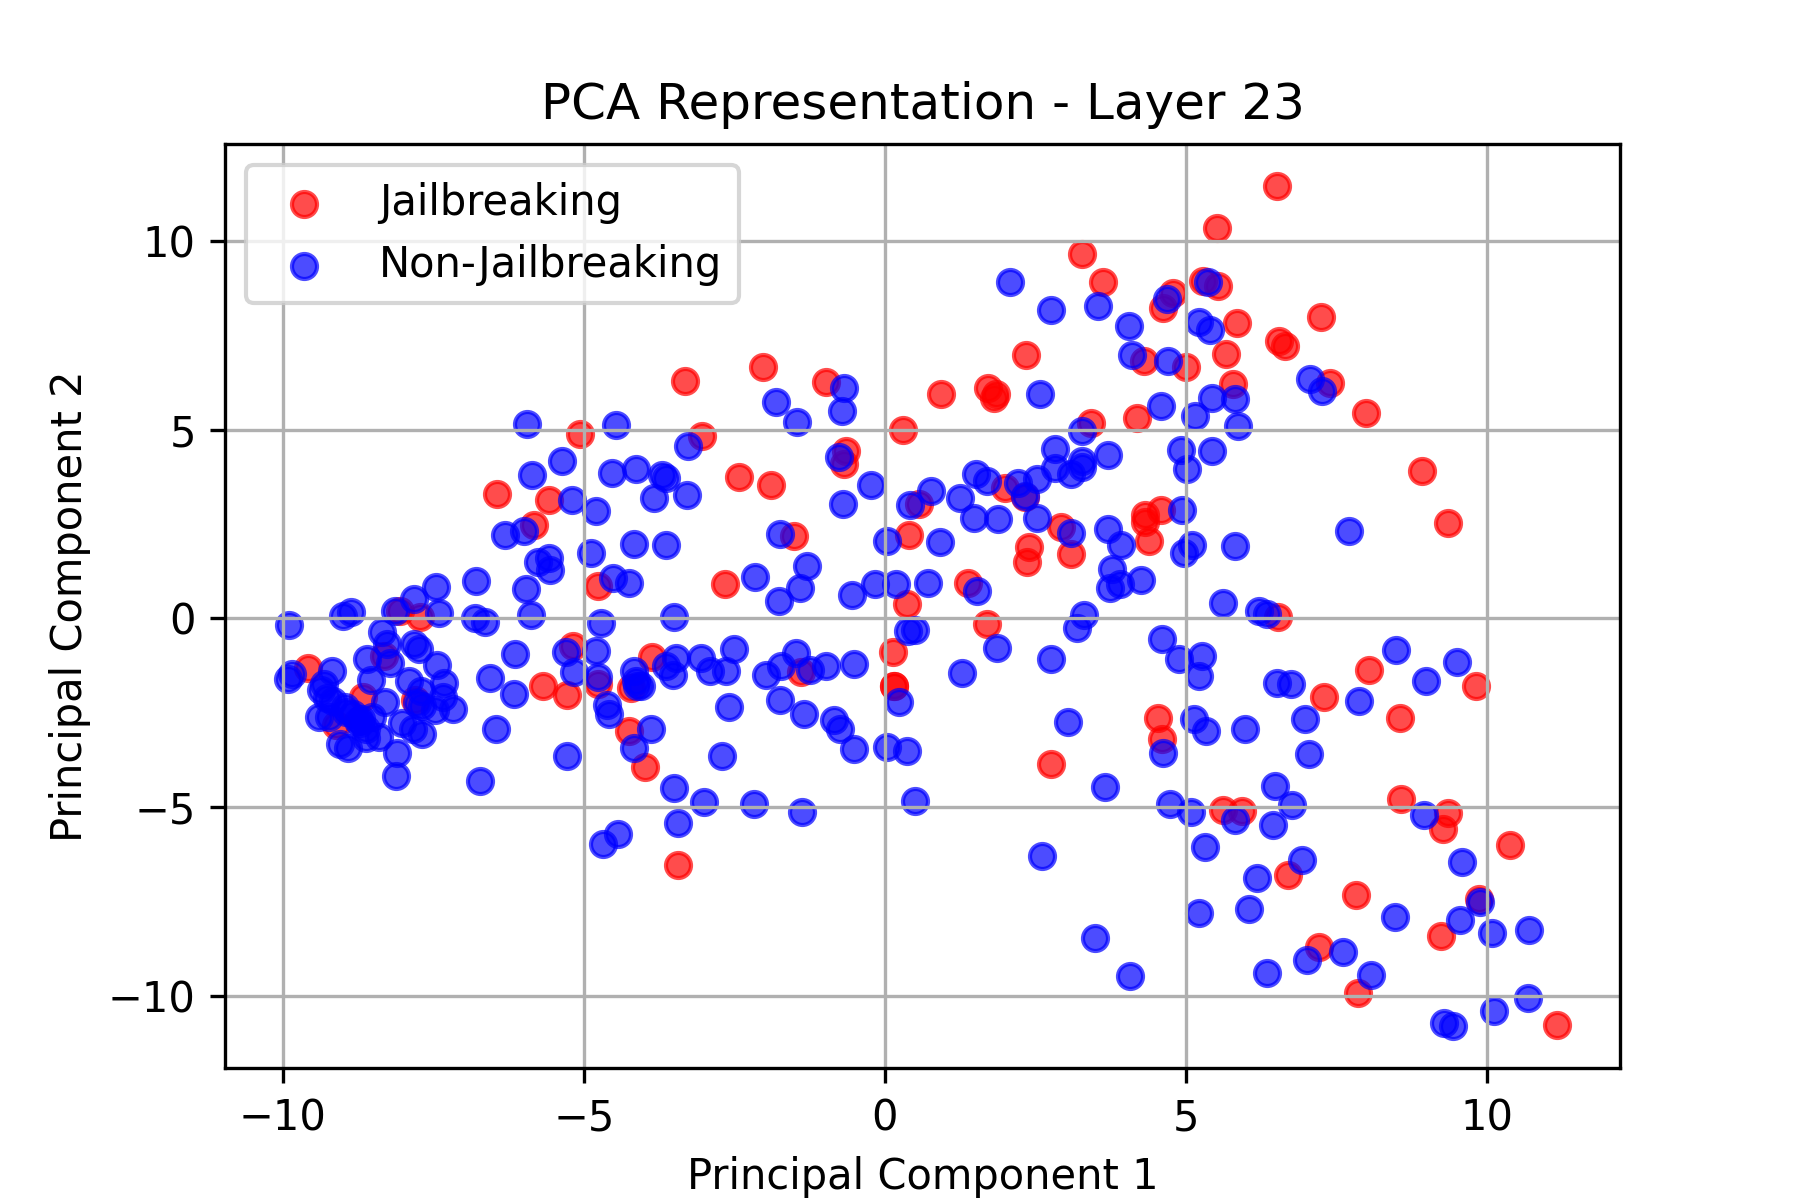 PCA Representation - Layer 23
Jailbreaking
Non-Jailbreaking
Principal Component 2
10
5
0
−5
−10
−10
−5
0
5
10
Principal Component 1